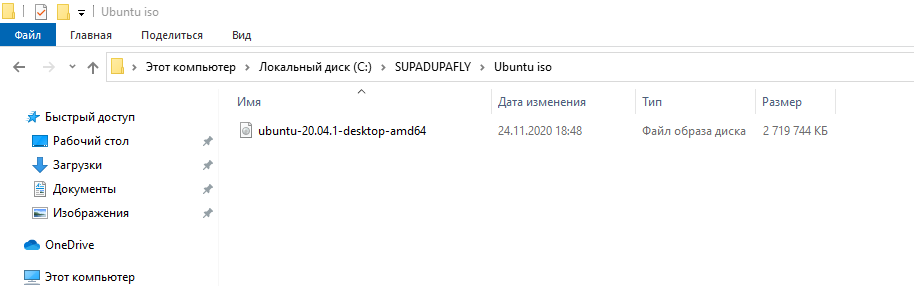 Ubuntu iso
Файл Главная Поделиться Вид
Этот компьютер > Локальный диск (C:) > SUPADUPAFLY > Ubuntu iso
Имя Дата изменения Тип Размер
ubuntu-20.04.1-desktop-amd64 24.11.2020 18:48 Файл образа диска 2 719 744 КБ
Быстрый доступ
Рабочий стол
Загрузки
Документы
Изображения
OneDrive
Этот компьютер